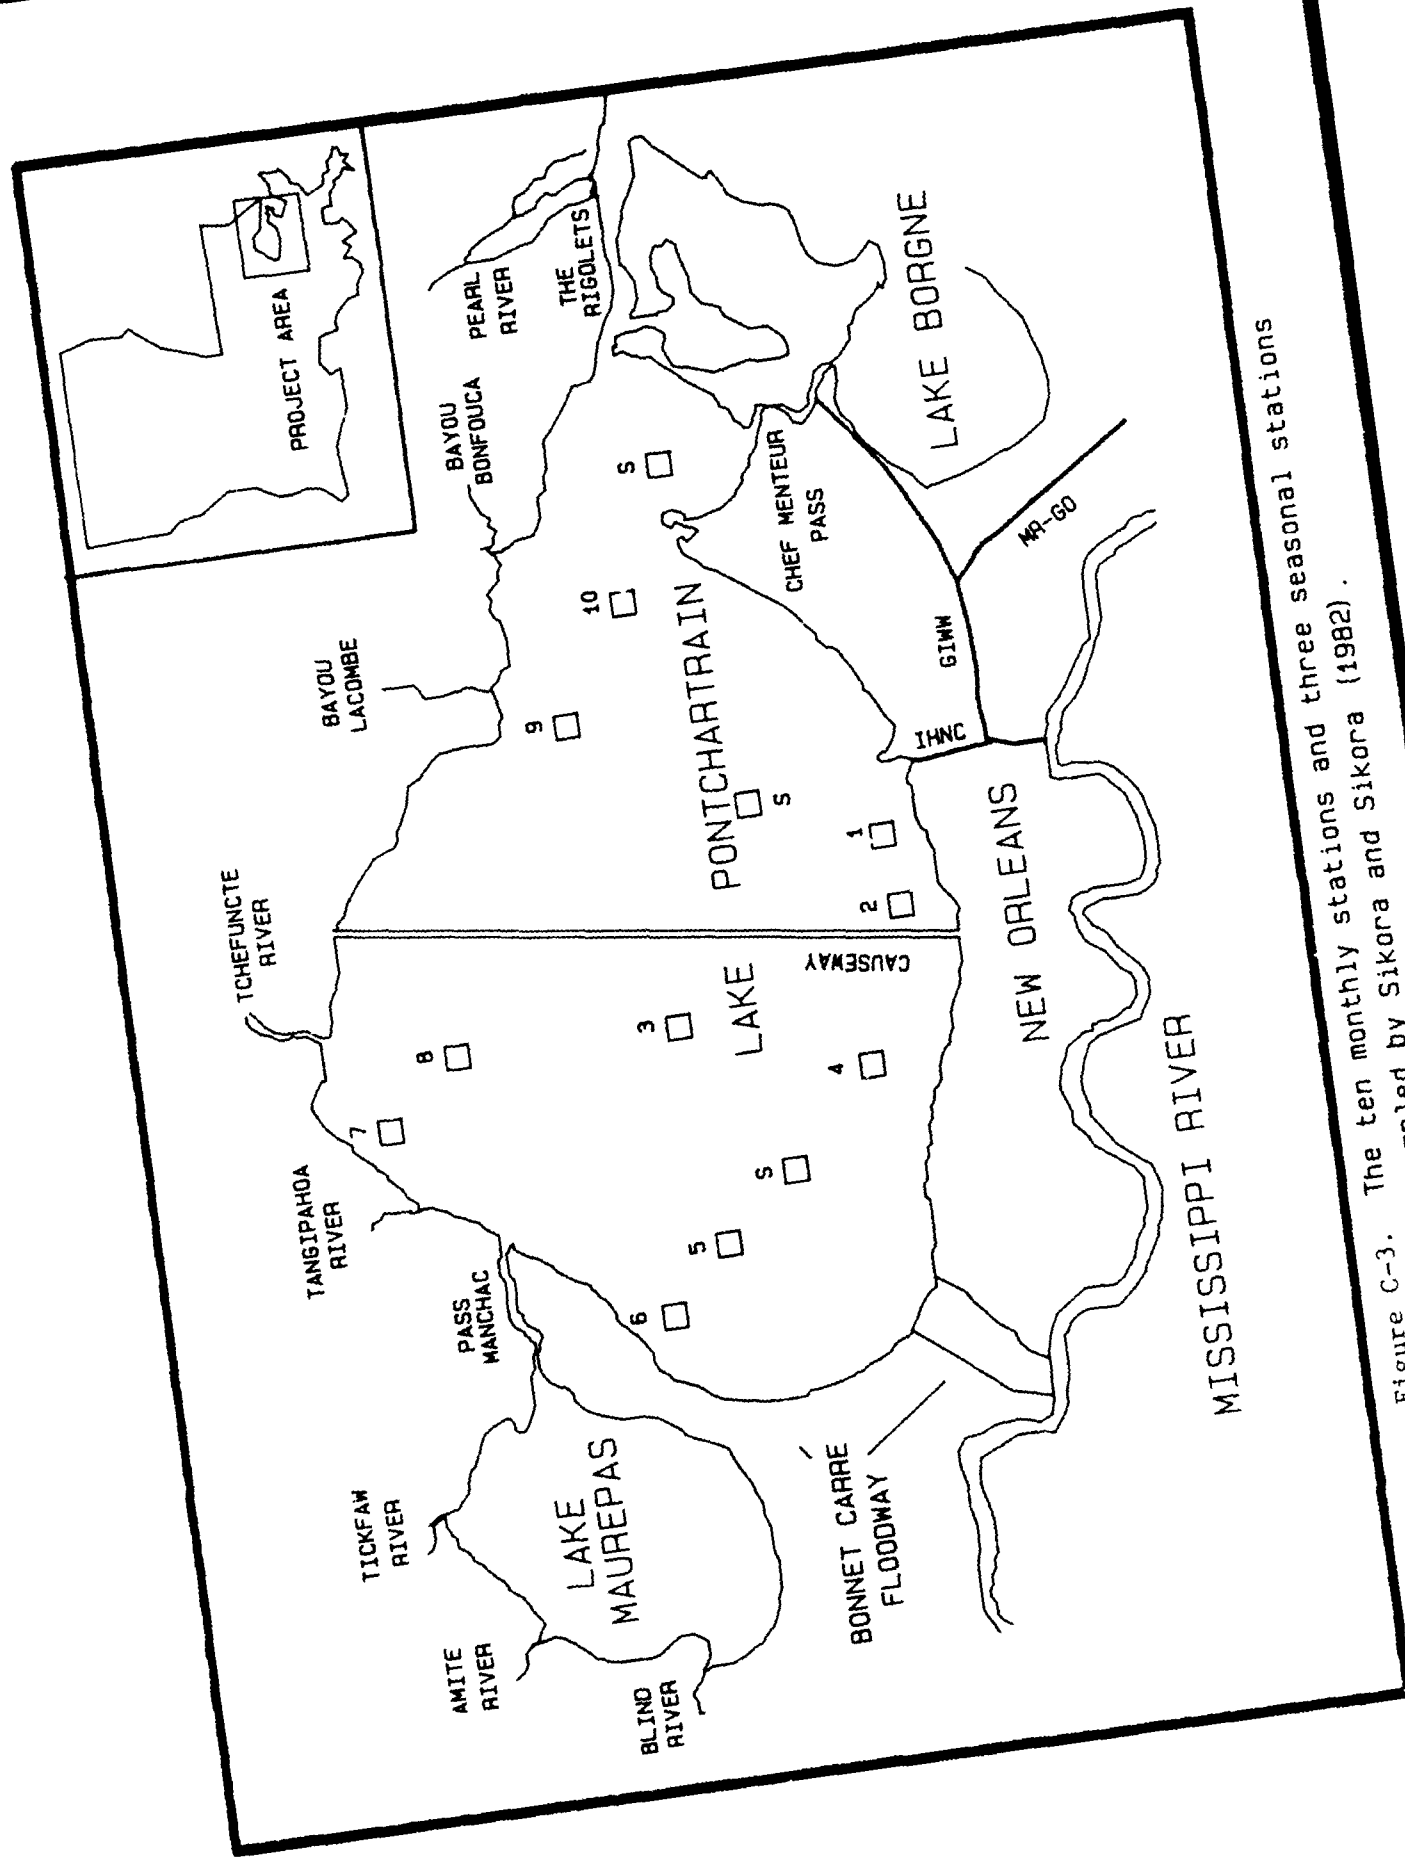 PROJECT AREA
TCHEFUNCTE
RIVER
BAYOU
LACOMBE
BAYOU
BONFOUCA
PEARL
RIVER
THE
RIGOLETS
TANGIPAHOA
RIVER
PASS
MANCHAC
TICKFAW
RIVER
AMITE
RIVER
BLIND
RIVER
LAKE
MAUREPAS
7
8
9
10
S
6
5
S
3
4
LAKE
PONTCHARTRAIN
CAUSEWAY
2
1
S
CHEF MENTEUR
PASS
LAKE BORGNE
IHNC
GIWW
MR-GO
BONNET CARRE
FLOODWAY
NEW ORLEANS
MISSISSIPPI RIVER
Figure C-3. The ten monthly stations and three seasonal stations
by Sikora and Sikora (1982).